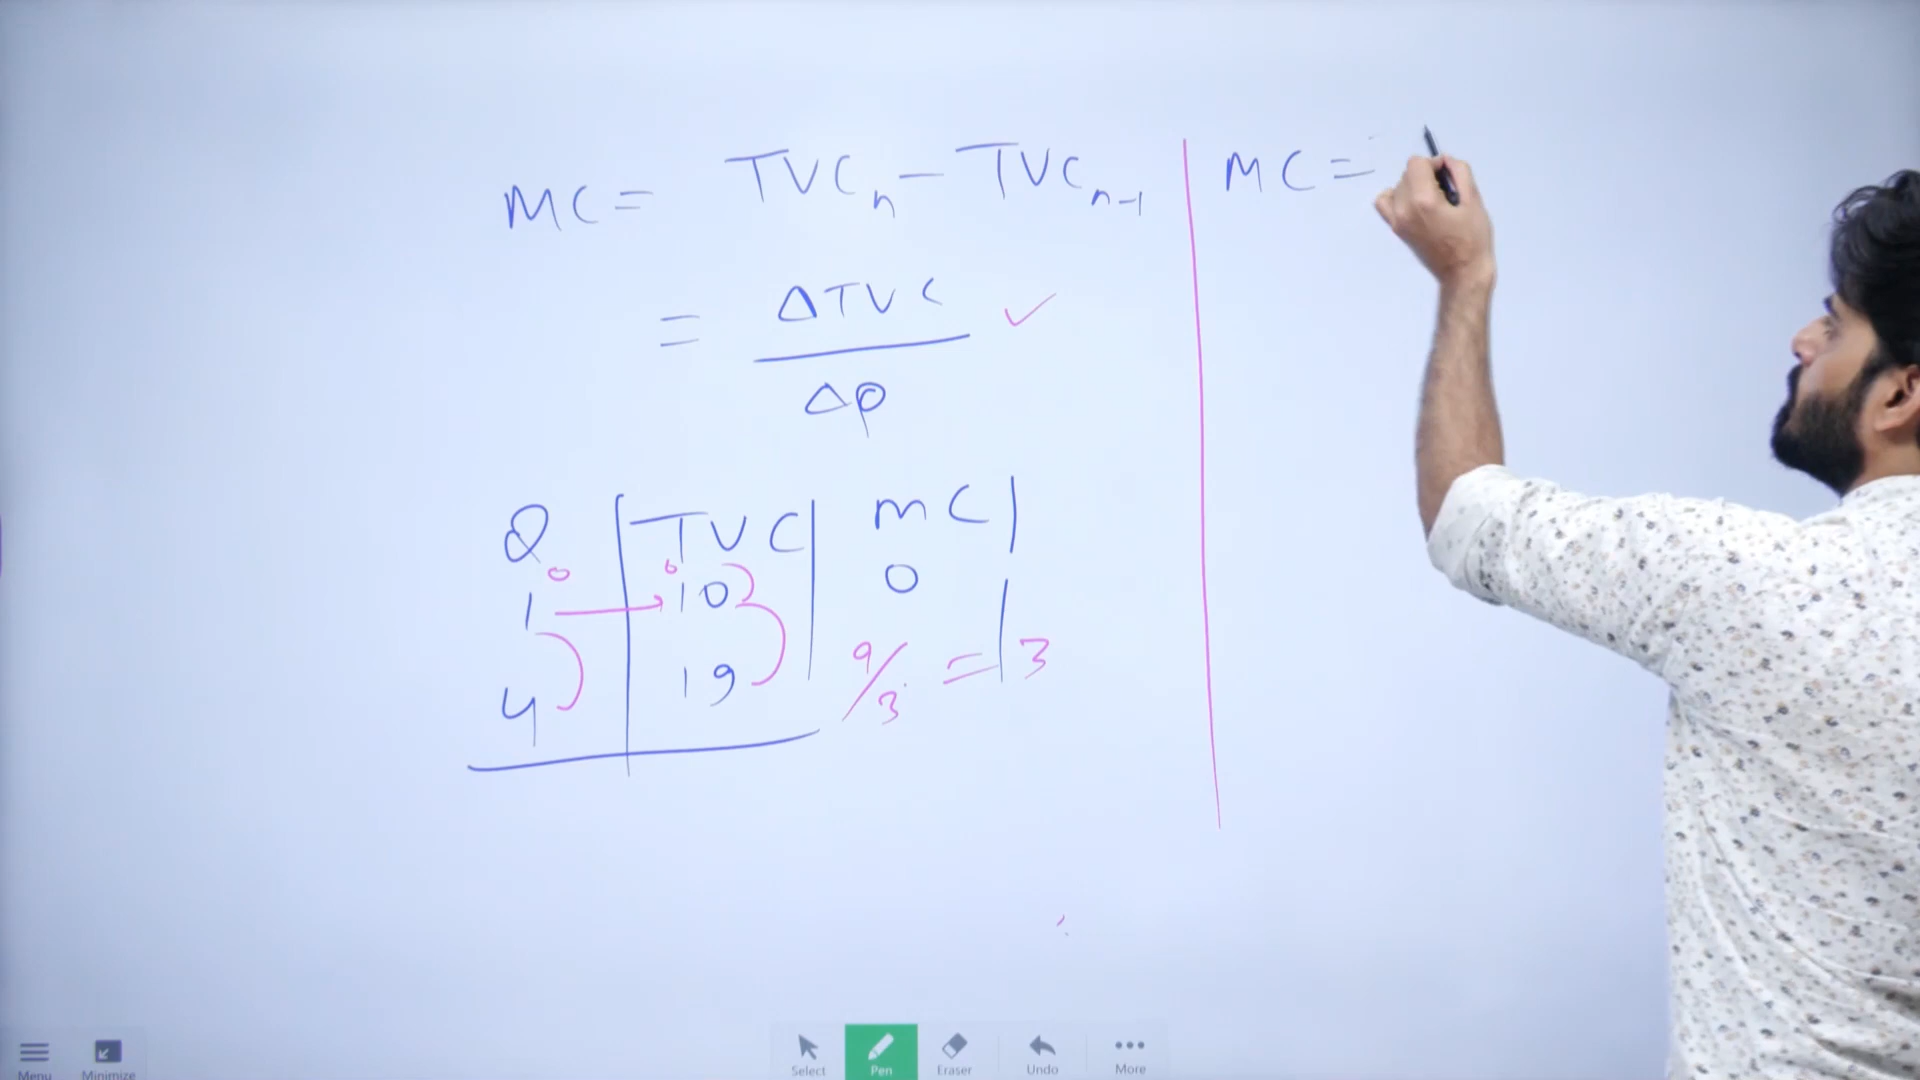 MC = TVCn - TVCn-1
= ΔTVC ✓
ΔQ
Q | TVC | MC |
0 0
1 → 10 0
4 19 9/3 = 3
MC =
Menu
Minimize
Select
Pen
Eraser
Undo
More